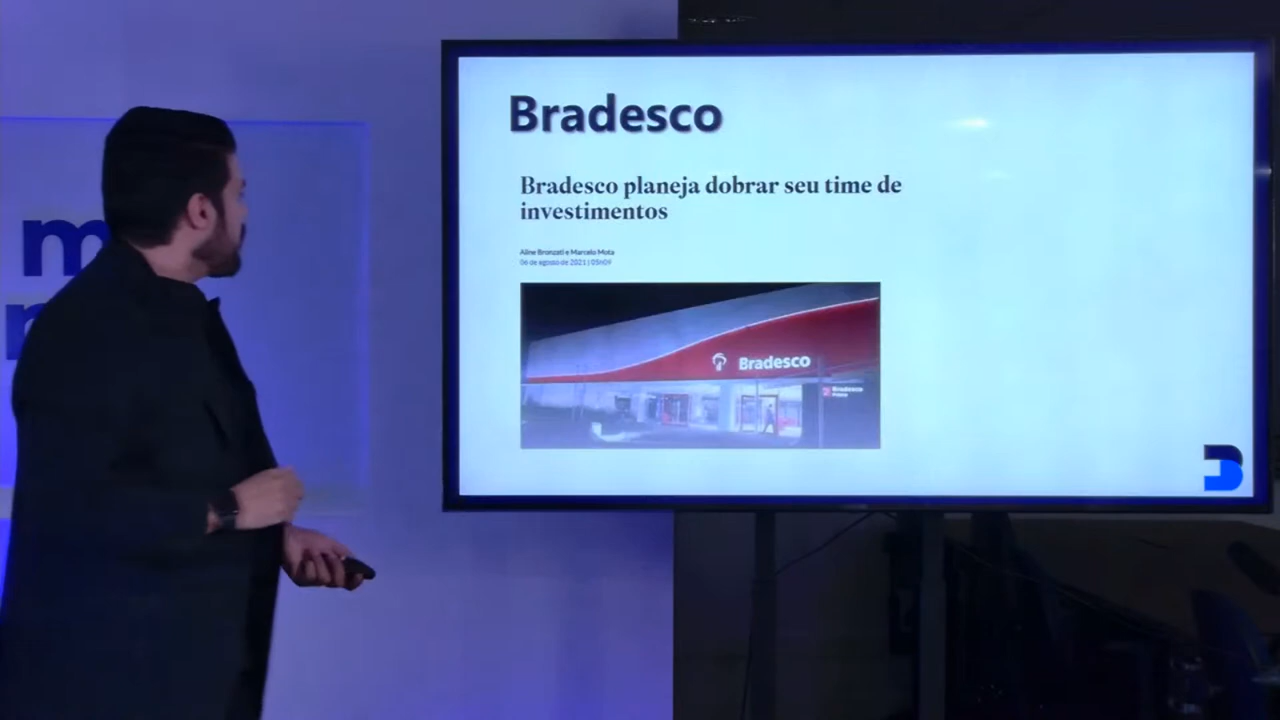 m
Bradesco
Bradesco planeja dobrar seu time de
investimentos
Aline Bronzati e Marcelo Mota
06 de agosto de 2021 | 05h09
Bradesco
Bradesco